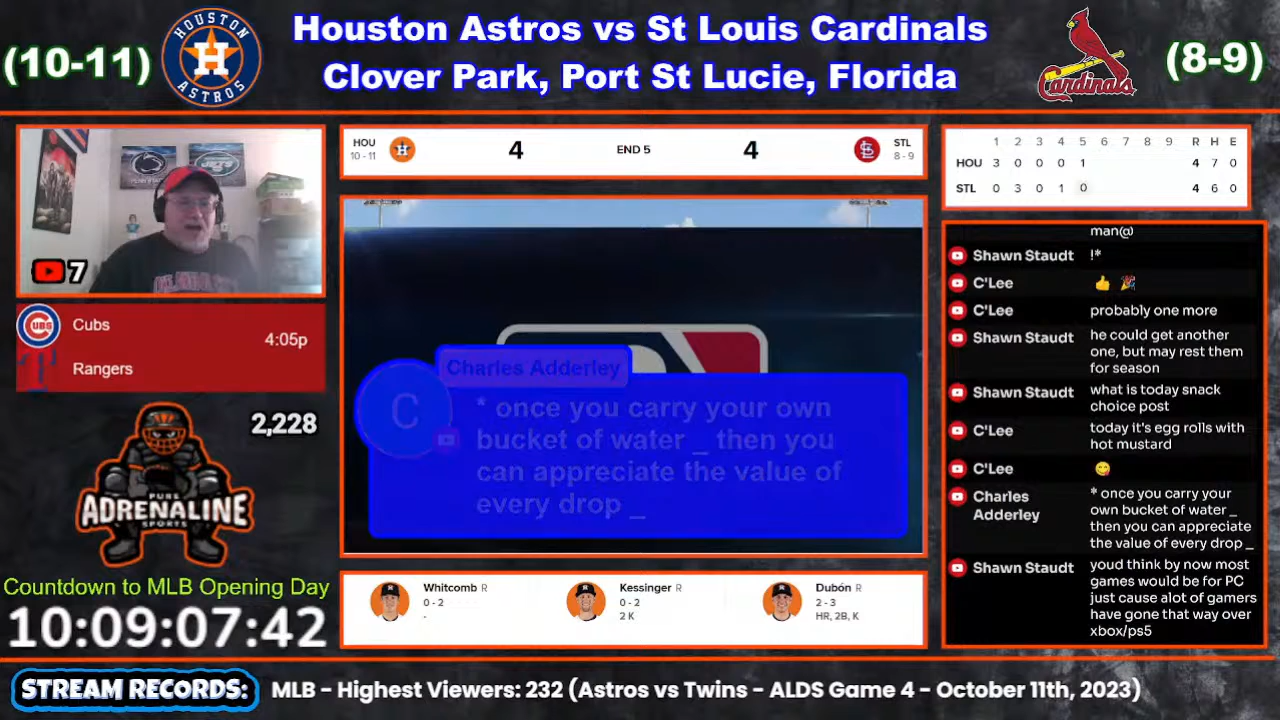 Houston Astros vs St Louis Cardinals
Clover Park, Port St Lucie, Florida
(10-11)
HOUSTON
H
ASTROS
Cardinals
(8-9)
PENN STATE
JETS
7
CUBS
Cubs
4:05p
Rangers
2,228
PURE
ADRENALINE
SPORTS
Countdown to MLB Opening Day
10:09:07:42
HOU
10 - 11
4
END 5
4
STL
8 - 9
1 2 3 4 5 6 7 8 9 R H E
HOU 3 0 0 0 1 4 7 0
STL 0 3 0 1 0 4 6 0
Charles Adderley
C
* once you carry your own
bucket of water _ then you
can appreciate the value of
every drop _
Whitcomb R
0 - 2
-
Kessinger R
0 - 2
2 K
Dubón R
2 - 3
HR, 2B, K
man@
Shawn Staudt !*
C'Lee 👍 🎉
C'Lee probably one more
Shawn Staudt he could get another
one, but may rest them
for season
Shawn Staudt what is today snack
choice post
C'Lee today it's egg rolls with
hot mustard
C'Lee 😋
Charles * once you carry your
Adderley own bucket of water _
then you can appreciate
the value of every drop _
Shawn Staudt youd think by now most
games would be for PC
just cause alot of gamers
have gone that way over
xbox/ps5
STREAM RECORDS: MLB - Highest Viewers: 232 (Astros vs Twins - ALDS Game 4 - October 11th, 2023)